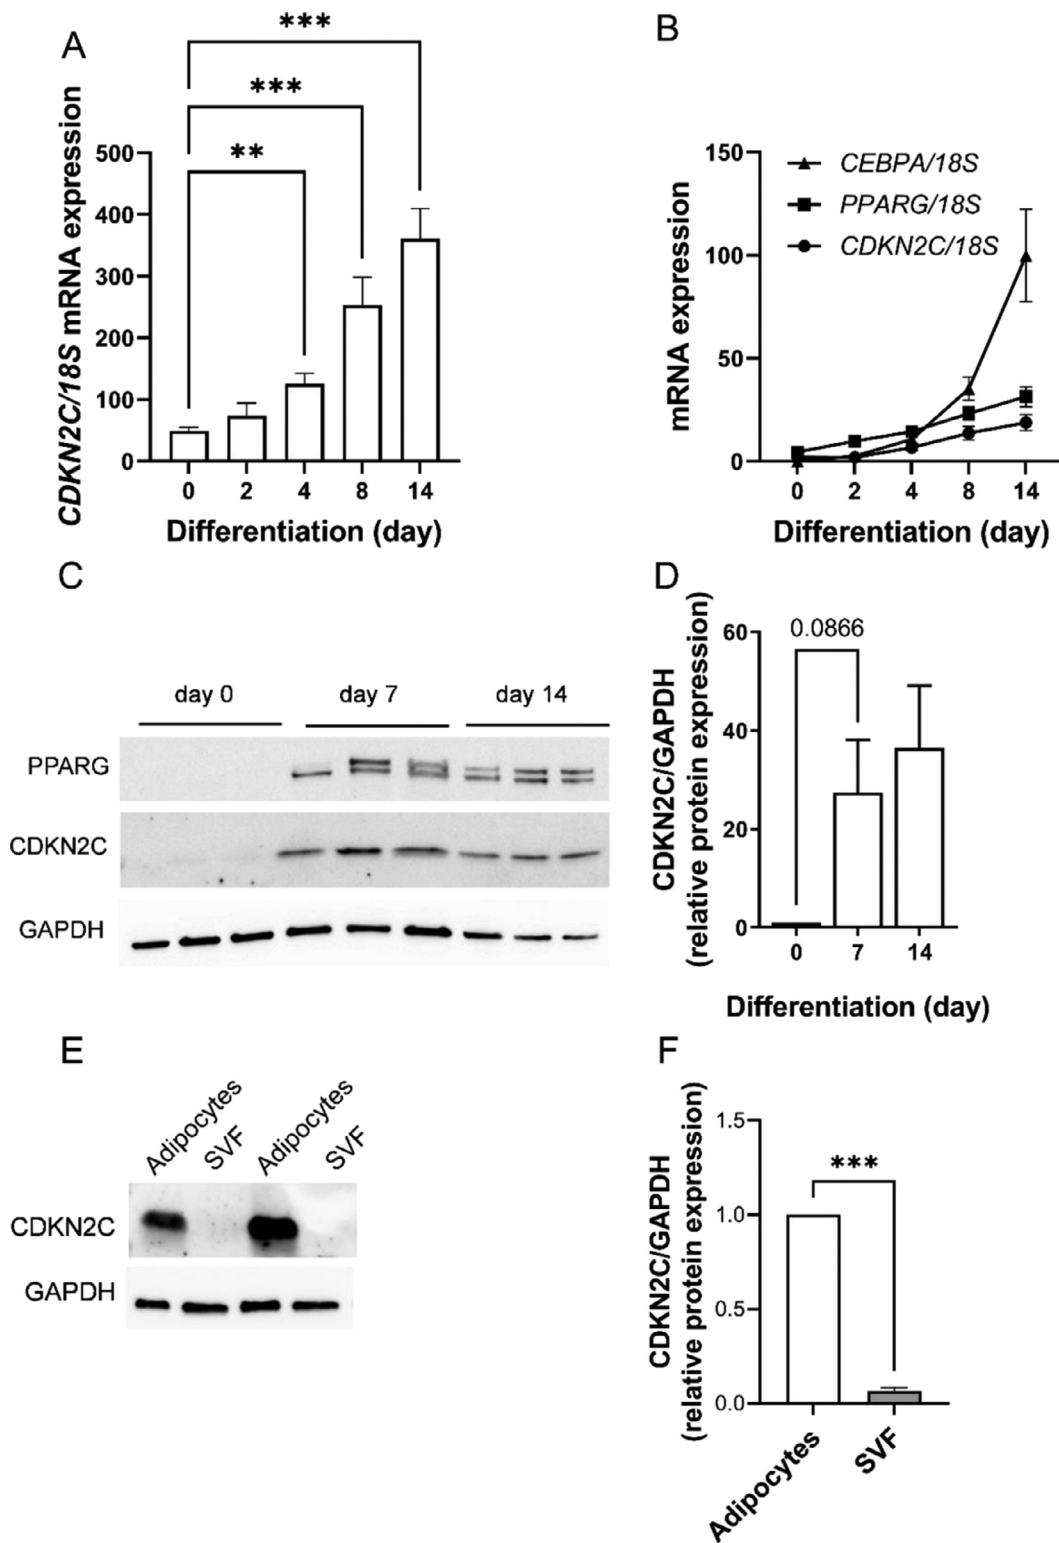 A
***
***
**
CDKN2C/18S mRNA expression
500
400
300
200
100
0
0 2 4 8 14
Differentiation (day)
B
mRNA expression
150
100
50
0
CEBPA/18S
PPARG/18S
CDKN2C/18S
0 2 4 8 14
Differentiation (day)
C
day 0 day 7 day 14
PPARG
CDKN2C
GAPDH
D
CDKN2C/GAPDH
(relative protein expression)
0.0866
60
40
20
0
0 7 14
Differentiation (day)
E
Adipocytes
SVF
Adipocytes
SVF
CDKN2C
GAPDH
F
CDKN2C/GAPDH
(relative protein expression)
***
1.5
1.0
0.5
0.0
Adipocytes
SVF